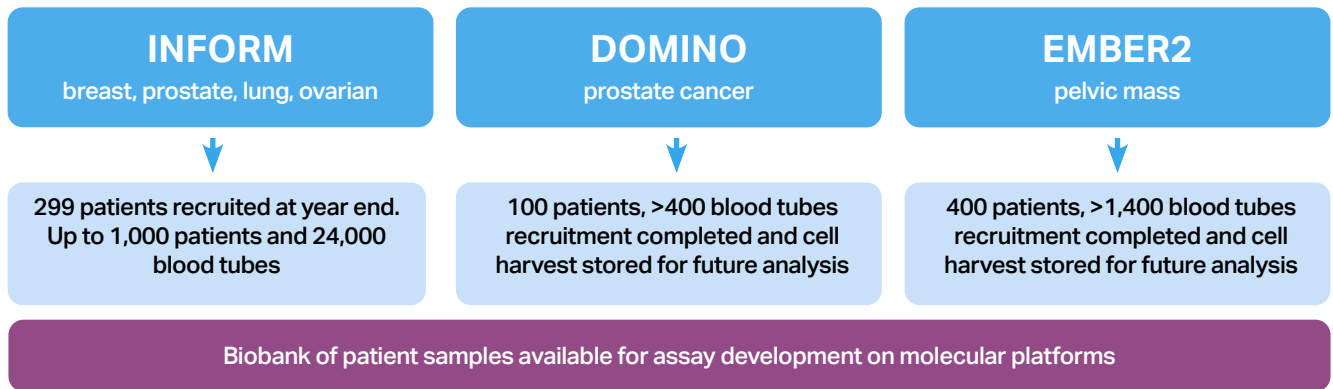 INFORM
breast, prostate, lung, ovarian
299 patients recruited at year end.
Up to 1,000 patients and 24,000
blood tubes
DOMINO
prostate cancer
100 patients, >400 blood tubes
recruitment completed and cell
harvest stored for future analysis
EMBER2
pelvic mass
400 patients, >1,400 blood tubes
recruitment completed and cell
harvest stored for future analysis
Biobank of patient samples available for assay development on molecular platforms